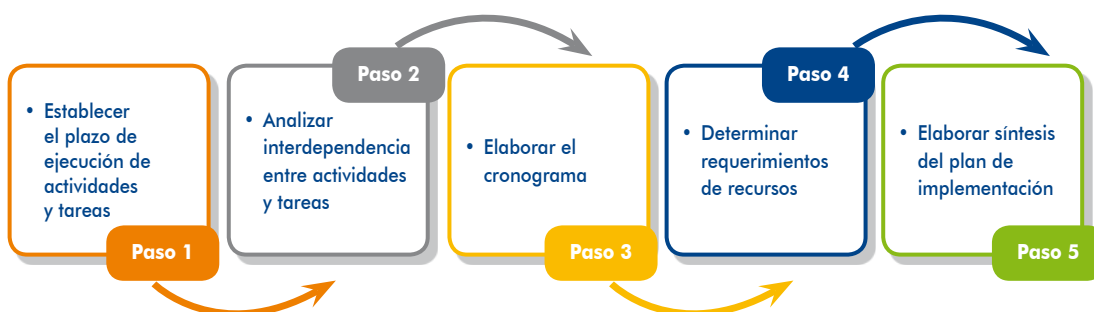 Paso 1
• Establecer
el plazo de
ejecución de
actividades
y tareas
Paso 2
• Analizar
interdependencia
entre actividades
y tareas
Paso 3
• Elaborar el
cronograma
Paso 4
• Determinar
requerimientos
de recursos
Paso 5
• Elaborar síntesis
del plan de
implementación